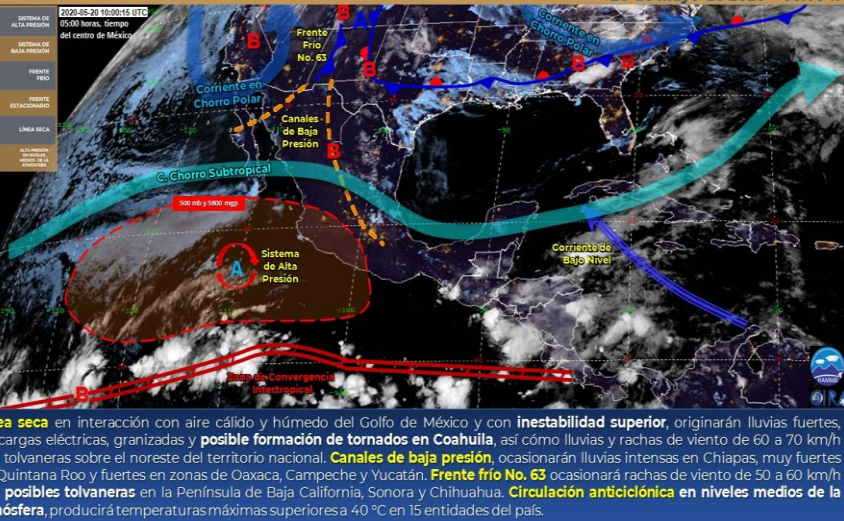 SISTEMA DE
ALTA PRESIÓN
SISTEMA DE
BAJA PRESIÓN
FRENTE
FRÍO
FRENTE
ESTACIONARIO
LÍNEA SECA
ALTA PRESIÓN
EN NIVELES
MEDIOS DE LA
ATMÓSFERA
2020-05-20 10:00:15 UTC
05:00 horas, tiempo
del centro de México
B
B
Frente
Frío
No. 63
B
Corriente en
Chorro Polar
B
B
Corriente en
Chorro Polar
Canales
de Baja
Presión
B
C. Chorro Subtropical
500 mb y 5800 mgp
A
Sistema
de Alta
Presión
Corriente de
Bajo Nivel
Zona de Convergencia
Intertropical
B
RAMMB
ea seca en interacción con aire cálido y húmedo del Golfo de México y con inestabilidad superior, originarán lluvias fuertes,
cargas eléctricas, granizadas y posible formación de tornados en Coahuila, así cómo lluvias y rachas de viento de 60 a 70 km/h
tolvaneras sobre el noreste del territorio nacional. Canales de baja presión, ocasionarán lluvias intensas en Chiapas, muy fuertes
Quintana Roo y fuertes en zonas de Oaxaca, Campeche y Yucatán. Frente frío No. 63 ocasionará rachas de viento de 50 a 60 km/h
posibles tolvaneras en la Península de Baja California, Sonora y Chihuahua. Circulación anticiclónica en niveles medios de la
mósfera, producirá temperaturas máximas superiores a 40 °C en 15 entidades del país.